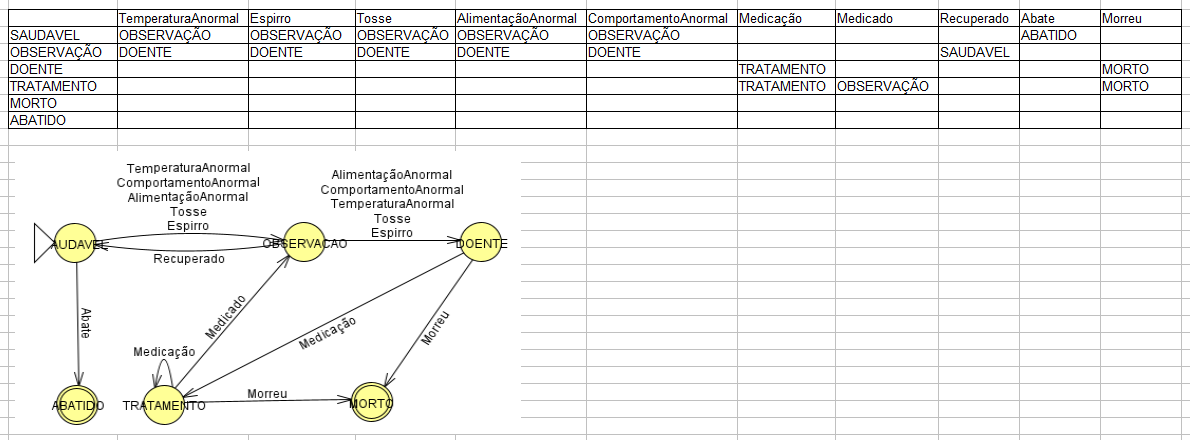 TemperaturaAnormal Espirro Tosse AlimentaçãoAnormal ComportamentoAnormal Medicação Medicado Recuperado Abate Morreu
SAUDAVEL OBSERVAÇÃO OBSERVAÇÃO OBSERVAÇÃO OBSERVAÇÃO OBSERVAÇÃO ABATIDO
OBSERVAÇÃO DOENTE DOENTE DOENTE DOENTE DOENTE SAUDAVEL
DOENTE TRATAMENTO MORTO
TRATAMENTO TRATAMENTO OBSERVAÇÃO MORTO
MORTO
ABATIDO
TemperaturaAnormal
ComportamentoAnormal
AlimentaçãoAnormal
Tosse
Espirro
AlimentaçãoAnormal
ComportamentoAnormal
TemperaturaAnormal
Tosse
Espirro
AUDAVEL
OBSERVACAO
DOENTE
Recuperado
Abate
Medicado
Medicação
Morreu
Medicação
Morreu
ABATIDO
TRATAMENTO
MORTO